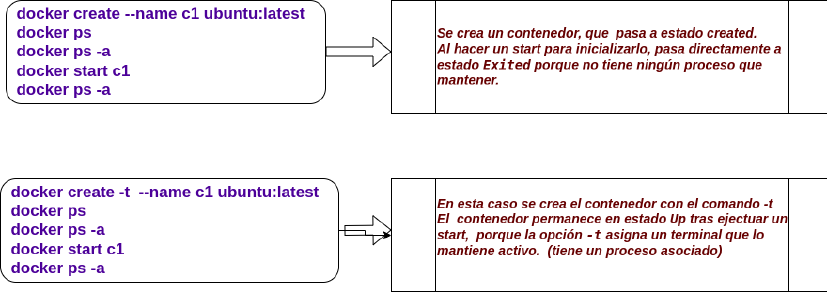 docker create --name c1 ubuntu:latest
docker ps
docker ps -a
docker start c1
docker ps -a
Se crea un contenedor, que pasa a estado created.
Al hacer un start para inicializarlo, pasa directamente a
estado Exited porque no tiene ningún proceso que
mantener.
docker create -t --name c1 ubuntu:latest
docker ps
docker ps -a
docker start c1
docker ps -a
En esta caso se crea el contenedor con el comando -t
El contenedor permanece en estado Up tras ejectuar un
start, porque la opción -t asigna un terminal que lo
mantiene activo. (tiene un proceso asociado)